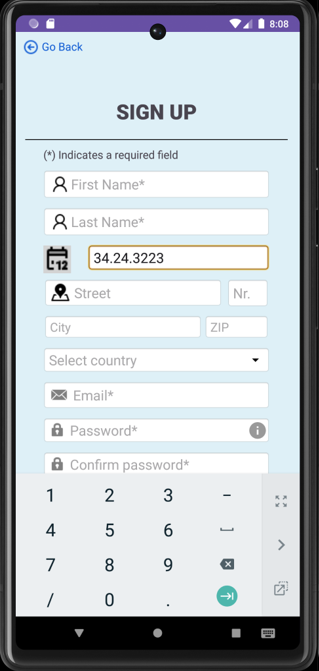 8:08
Go Back
SIGN UP
(*) Indicates a required field
First Name*
Last Name*
12
34.24.3223
Street
Nr.
City
ZIP
Select country
Email*
Password*
i
Confirm password*
1 2 3 -
4 5 6
7 8 9
/ 0 .